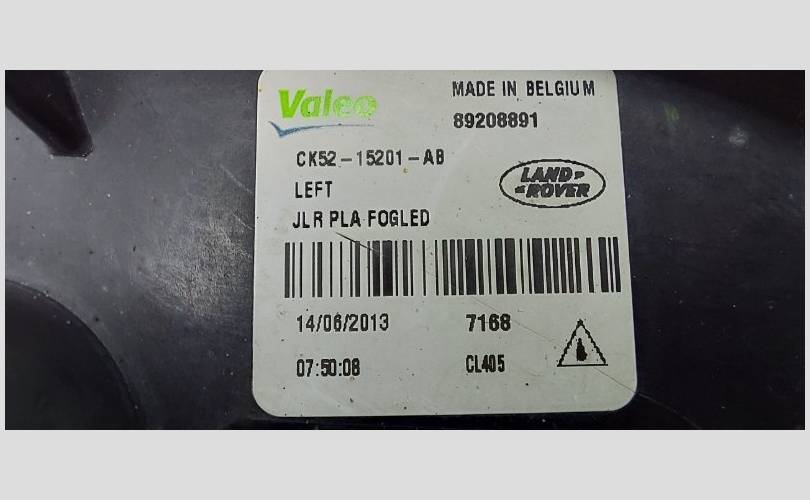 Valeo
MADE IN BELGIUM
89208891
CK52-15201-AB
LEFT
LAND ROVER
JLR PLA FOGLED
14/06/2013
7168
07:50:08
CL405